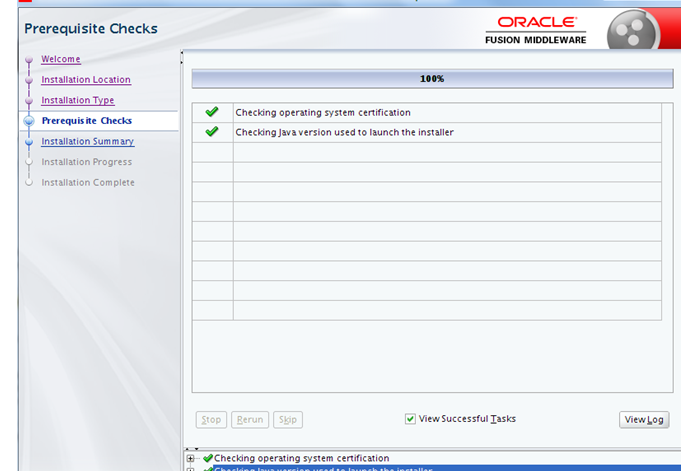 Prerequisite Checks
ORACLE
FUSION MIDDLEWARE
Welcome
Installation Location
Installation Type
Prerequisite Checks
Installation Summary
Installation Progress
Installation Complete
100%
Checking operating system certification
Checking Java version used to launch the installer
Stop Rerun Skip View Successful Tasks View Log
Checking operating system certification
Checking Java version used to launch the installer